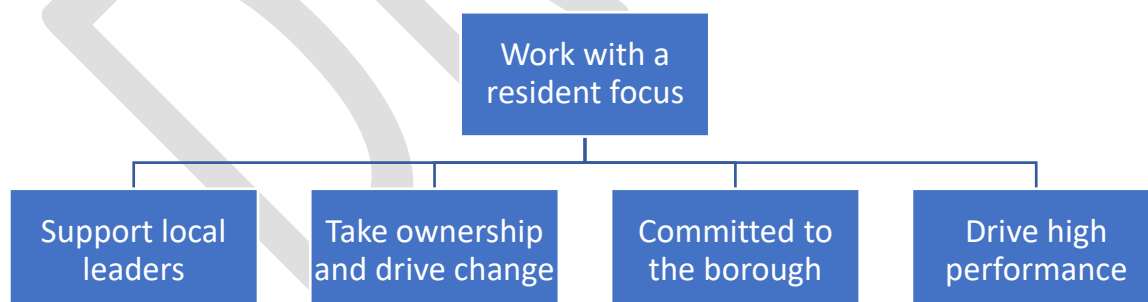 Work with a
resident focus
Support local
leaders
Take ownership
and drive change
Committed to
the borough
Drive high
performance